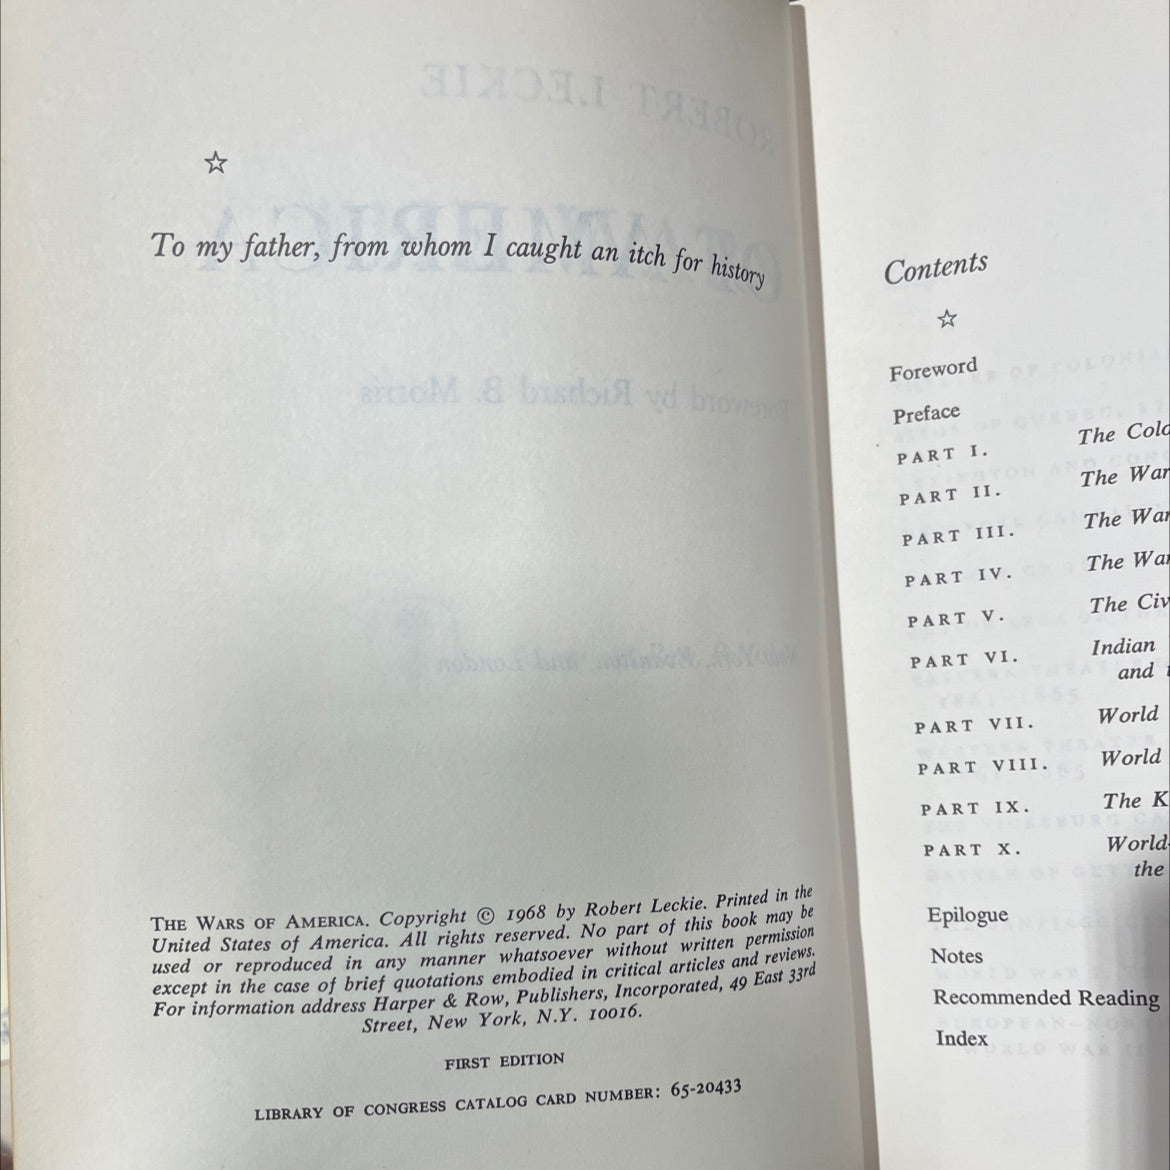 To my father, from whom I caught an itch for history
THE WARS OF AMERICA. Copyright © 1968 by Robert Leckie. Printed in the
United States of America. All rights reserved. No part of this book may be
used or reproduced in any manner whatsoever without written permission
except in the case of brief quotations embodied in critical articles and reviews.
For information address Harper & Row, Publishers, Incorporated, 49 East 33rd
Street, New York, N.Y. 10016.
FIRST EDITION
LIBRARY OF CONGRESS CATALOG CARD NUMBER: 65-20433
Contents
Foreword
Preface
PART I. The
PART II. The
PART III. The
PART IV. The
PART V. The
PART VI. Indian
and
PART VII. World
PART VIII. World
PART IX. The
PART X. World-
the
Epilogue
Notes
Recommended Reading
Index